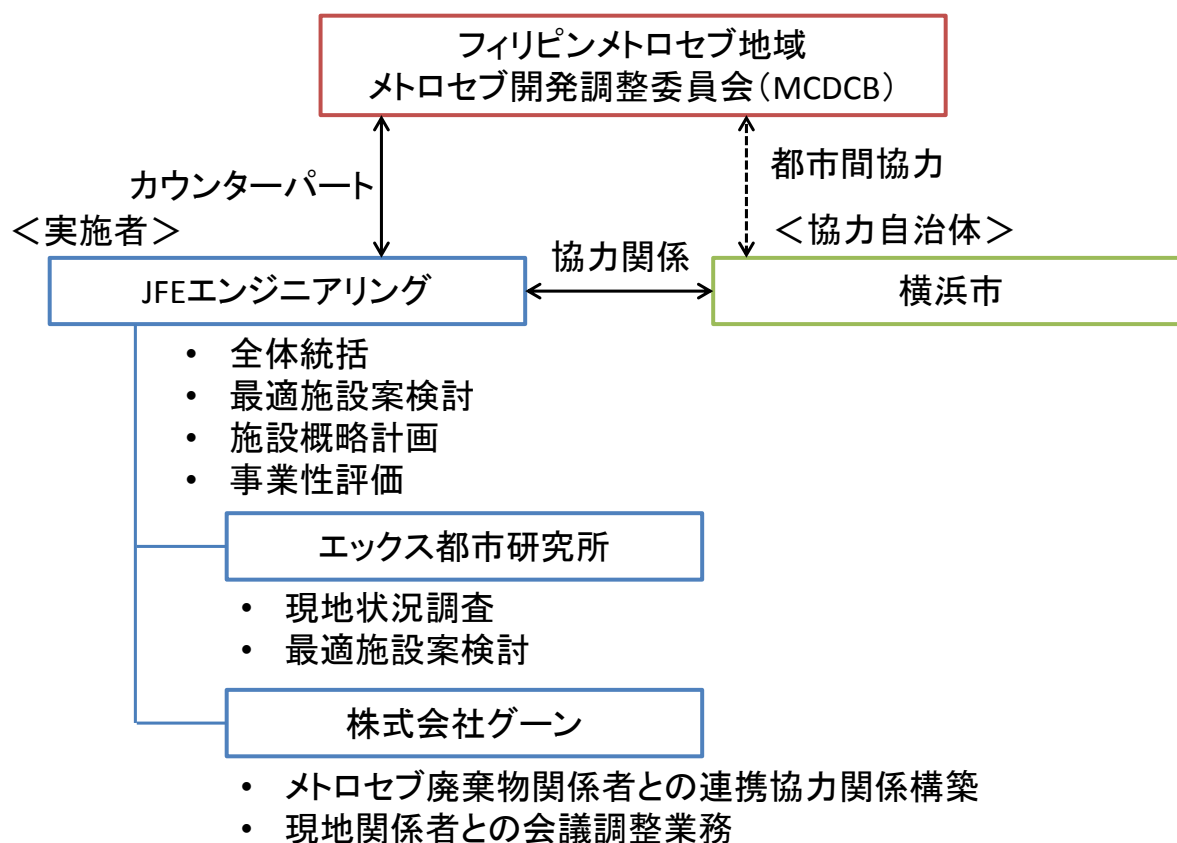 フィリピンメトロセブ地域
メトロセブ開発調整委員会（MCDCB）
カウンターパート
都市間協力
＜実施者＞
＜協力自治体＞
協力関係
JFEエンジニアリング
横浜市
• 全体統括
• 最適施設案検討
• 施設概略計画
• 事業性評価
エックス都市研究所
• 現地状況調査
• 最適施設案検討
株式会社グーン
• メトロセブ廃棄物関係者との連携協力関係構築
• 現地関係者との会議調整業務